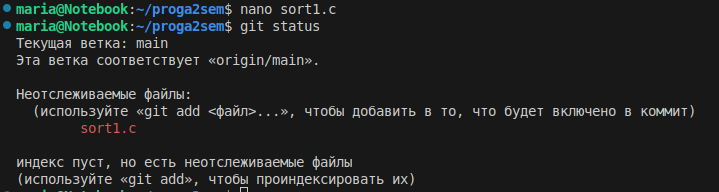 maria@Notebook:~/proga2sem$ nano sort1.c
maria@Notebook:~/proga2sem$ git status
Текущая ветка: main
Эта ветка соответствует «origin/main».
Неотслеживаемые файлы:
(используйте «git add <файл>...», чтобы добавить в то, что будет включено в коммит)
sort1.c
индекс пуст, но есть неотслеживаемые файлы
(используйте «git add», чтобы проиндексировать их)